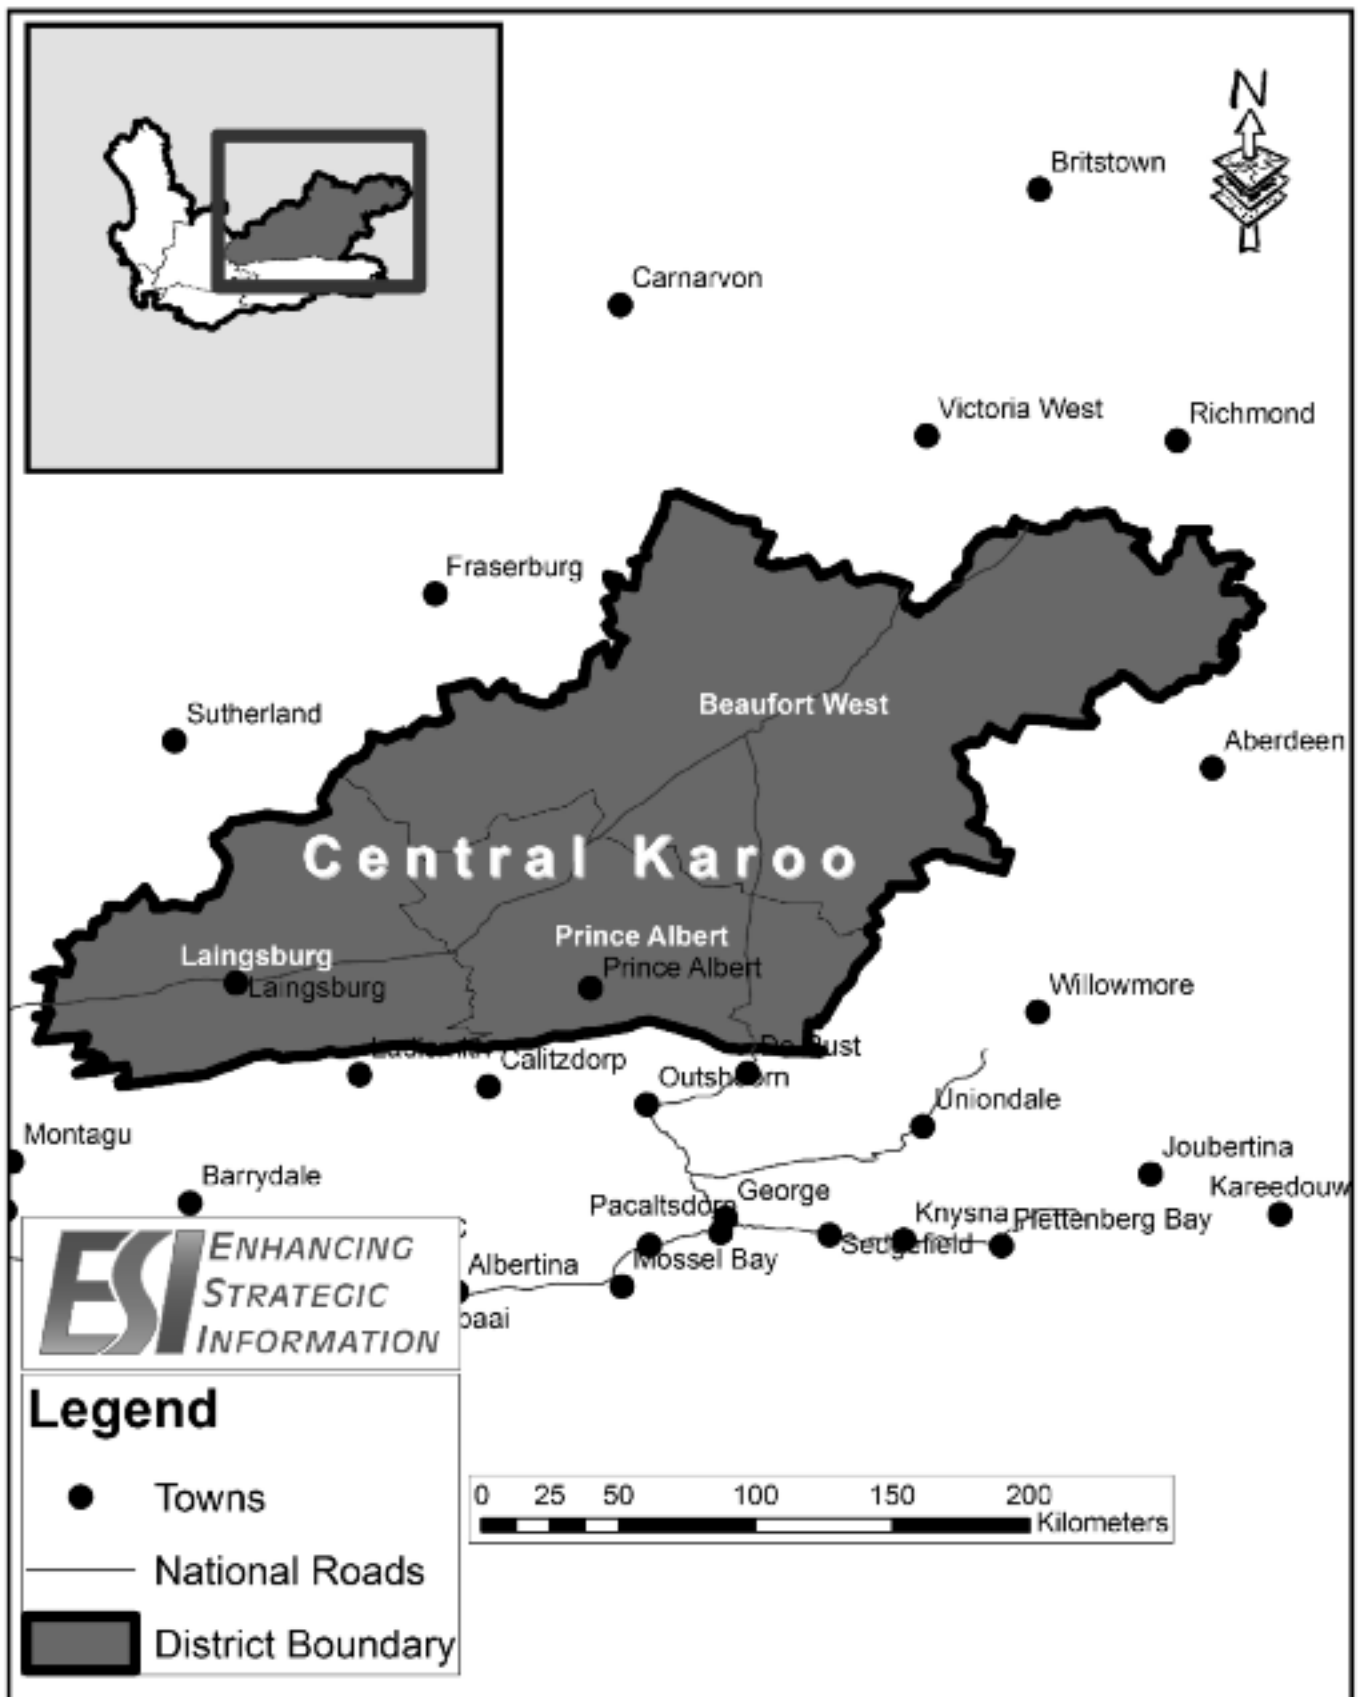 N
Britstown
Carnarvon
Victoria West
Richmond
Fraserburg
Sutherland
Beaufort West
Aberdeen
Central Karoo
Laingsburg
Prince Albert
Prince Albert
Laingsburg
Willowmore
Calitzdorp
Uniondale
Montagu
Joubertina
Barrydale
Kareedouw
George
Knysna
Plettenberg Bay
Sedgefield
Mossel Bay
Albertina
ESI ENHANCING
STRATEGIC
INFORMATION
Legend
Towns
National Roads
District Boundary
0 25 50 100 150 200
Kilometers